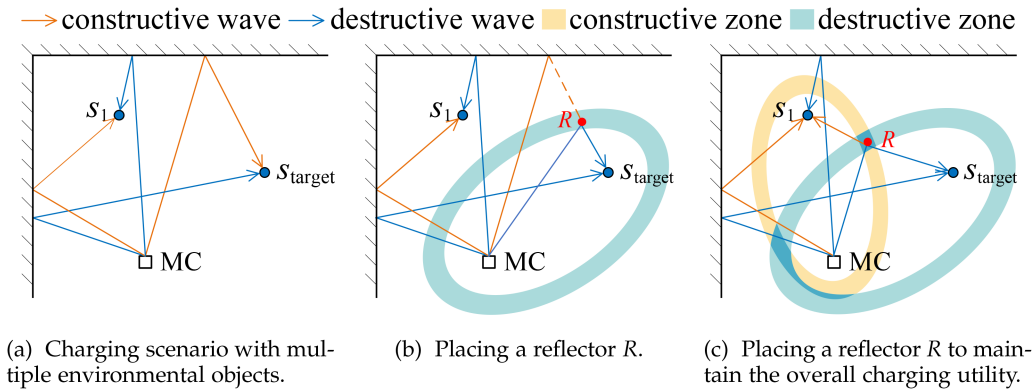 constructive wave destructive wave constructive zone destructive zone
s1
starget
MC
s1
R
starget
MC
s1
R
starget
MC
(a) Charging scenario with mul-
tiple environmental objects.
(b) Placing a reflector R.
(c) Placing a reflector R to main-
tain the overall charging utility.